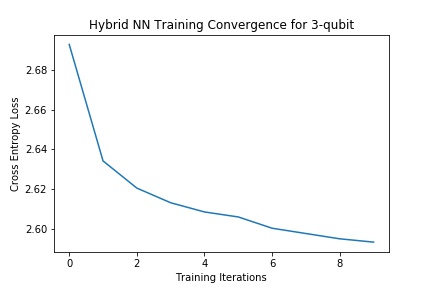 Hybrid NN Training Convergence for 3-qubit
Cross Entropy Loss
2.68
2.66
2.64
2.62
2.60
0 2 4 6 8
Training Iterations